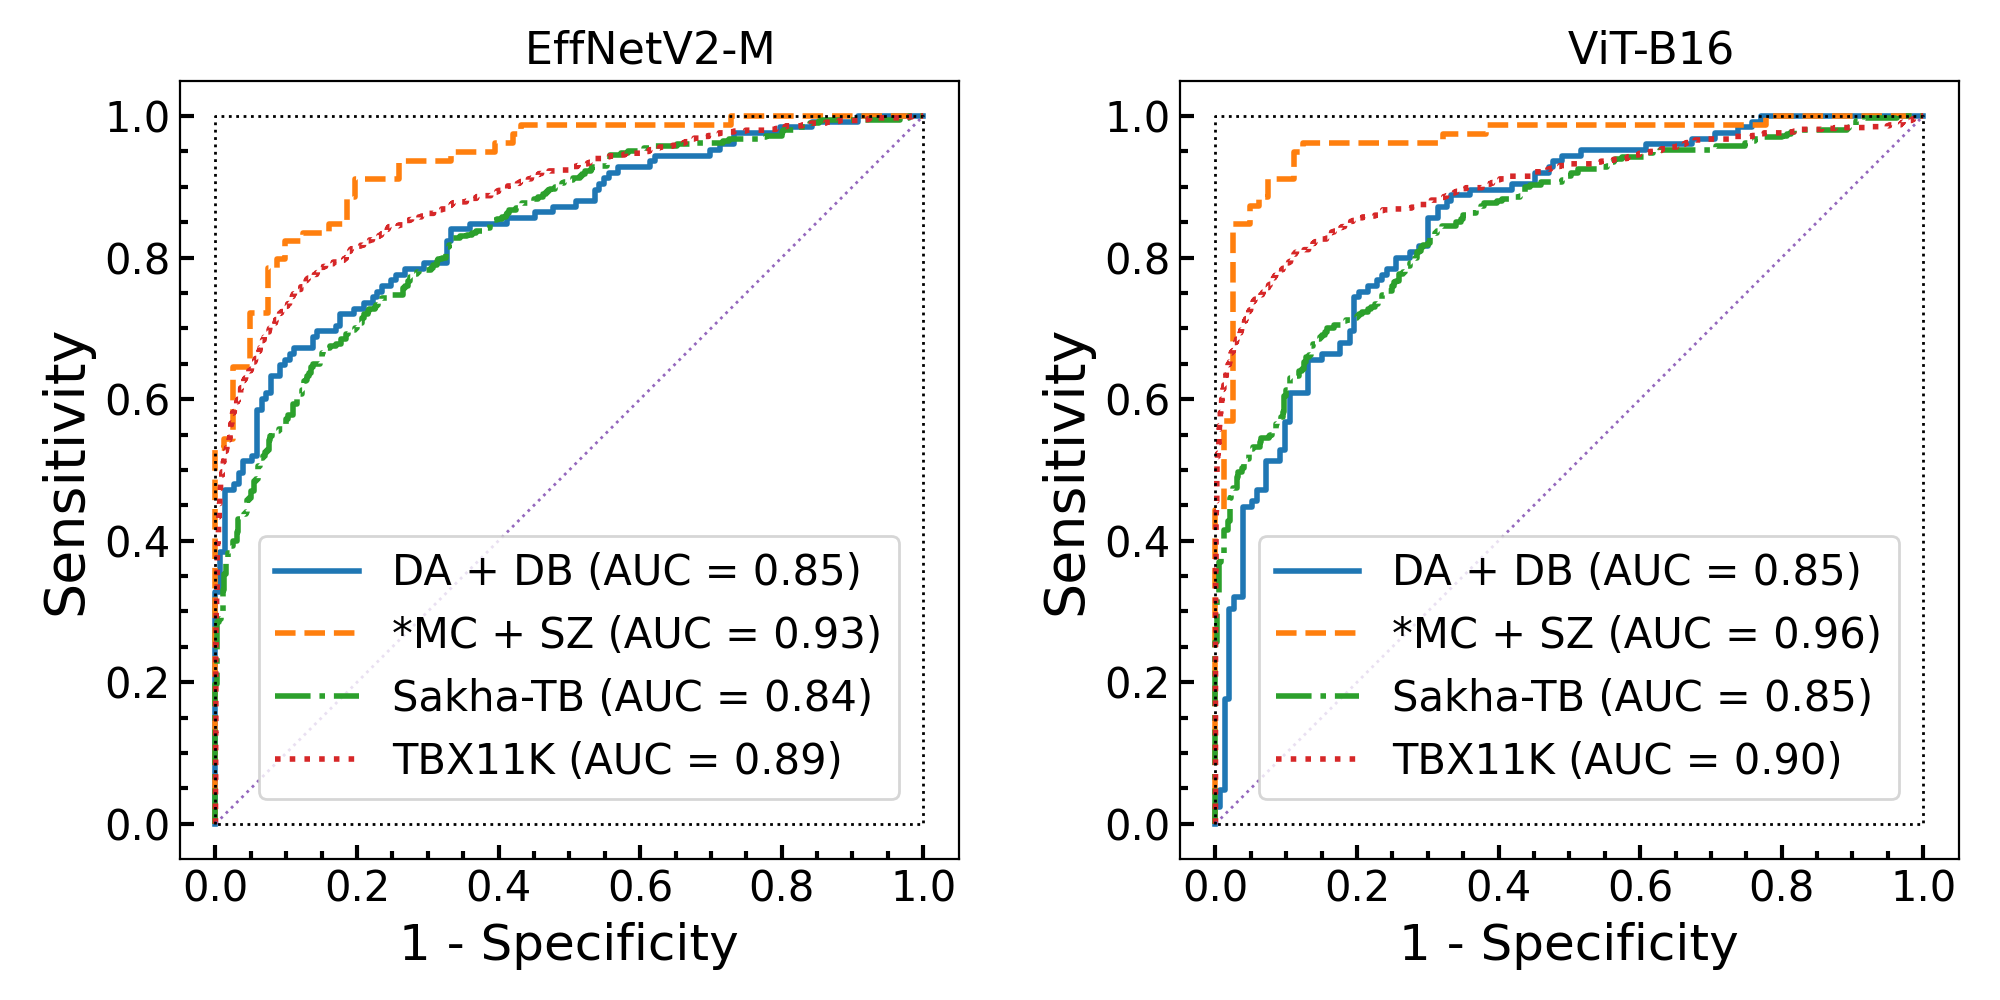 EffNetV2-M
Sensitivity
1.0
0.8
0.6
0.4
0.2
0.0
DA + DB (AUC = 0.85)
*MC + SZ (AUC = 0.93)
Sakha-TB (AUC = 0.84)
TBX11K (AUC = 0.89)
0.0 0.2 0.4 0.6 0.8 1.0
1 - Specificity
ViT-B16
Sensitivity
1.0
0.8
0.6
0.4
0.2
0.0
DA + DB (AUC = 0.85)
*MC + SZ (AUC = 0.96)
Sakha-TB (AUC = 0.85)
TBX11K (AUC = 0.90)
0.0 0.2 0.4 0.6 0.8 1.0
1 - Specificity